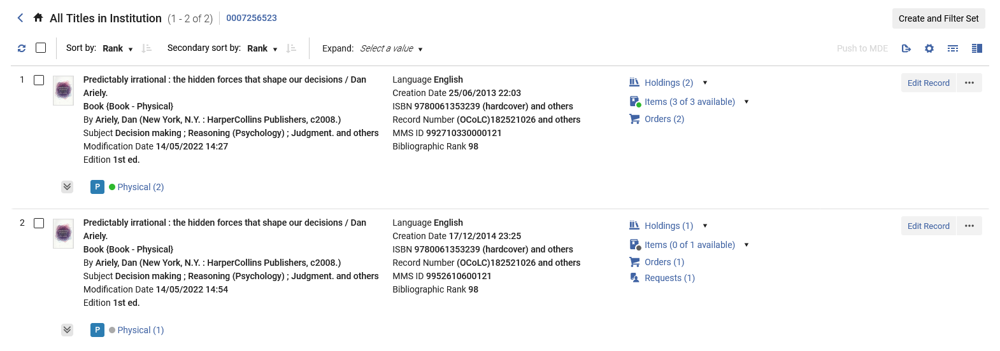 All Titles in Institution (1 - 2 of 2) 0007256523
Create and Filter Set
Sort by: Rank Secondary sort by: Rank Expand: Select a value
Push to MDE
1
Predictably irrational : the hidden forces that shape our decisions / Dan
Ariely.
Book {Book - Physical}
By Ariely, Dan (New York, N.Y. : HarperCollins Publishers, c2008.)
Subject Decision making ; Reasoning (Psychology) ; Judgment. and others
Modification Date 14/05/2022 14:27
Edition 1st ed.
Language English
Creation Date 25/06/2013 22:03
ISBN 9780061353239 (hardcover) and others
Record Number (OCoLC)182521026 and others
MMS ID 992710330000121
Bibliographic Rank 98
Holdings (2)
Items (3 of 3 available)
Orders (2)
Edit Record
P Physical (2)
2
Predictably irrational : the hidden forces that shape our decisions / Dan
Ariely.
Book {Book - Physical}
By Ariely, Dan (New York, N.Y. : HarperCollins Publishers, c2008.)
Subject Decision making ; Reasoning (Psychology) ; Judgment. and others
Modification Date 14/05/2022 14:54
Edition 1st ed.
Language English
Creation Date 17/12/2014 23:25
ISBN 9780061353239 (hardcover) and others
Record Number (OCoLC)182521026 and others
MMS ID 9952610600121
Bibliographic Rank 98
Holdings (1)
Items (0 of 1 available)
Orders (1)
Requests (1)
Edit Record
P Physical (1)